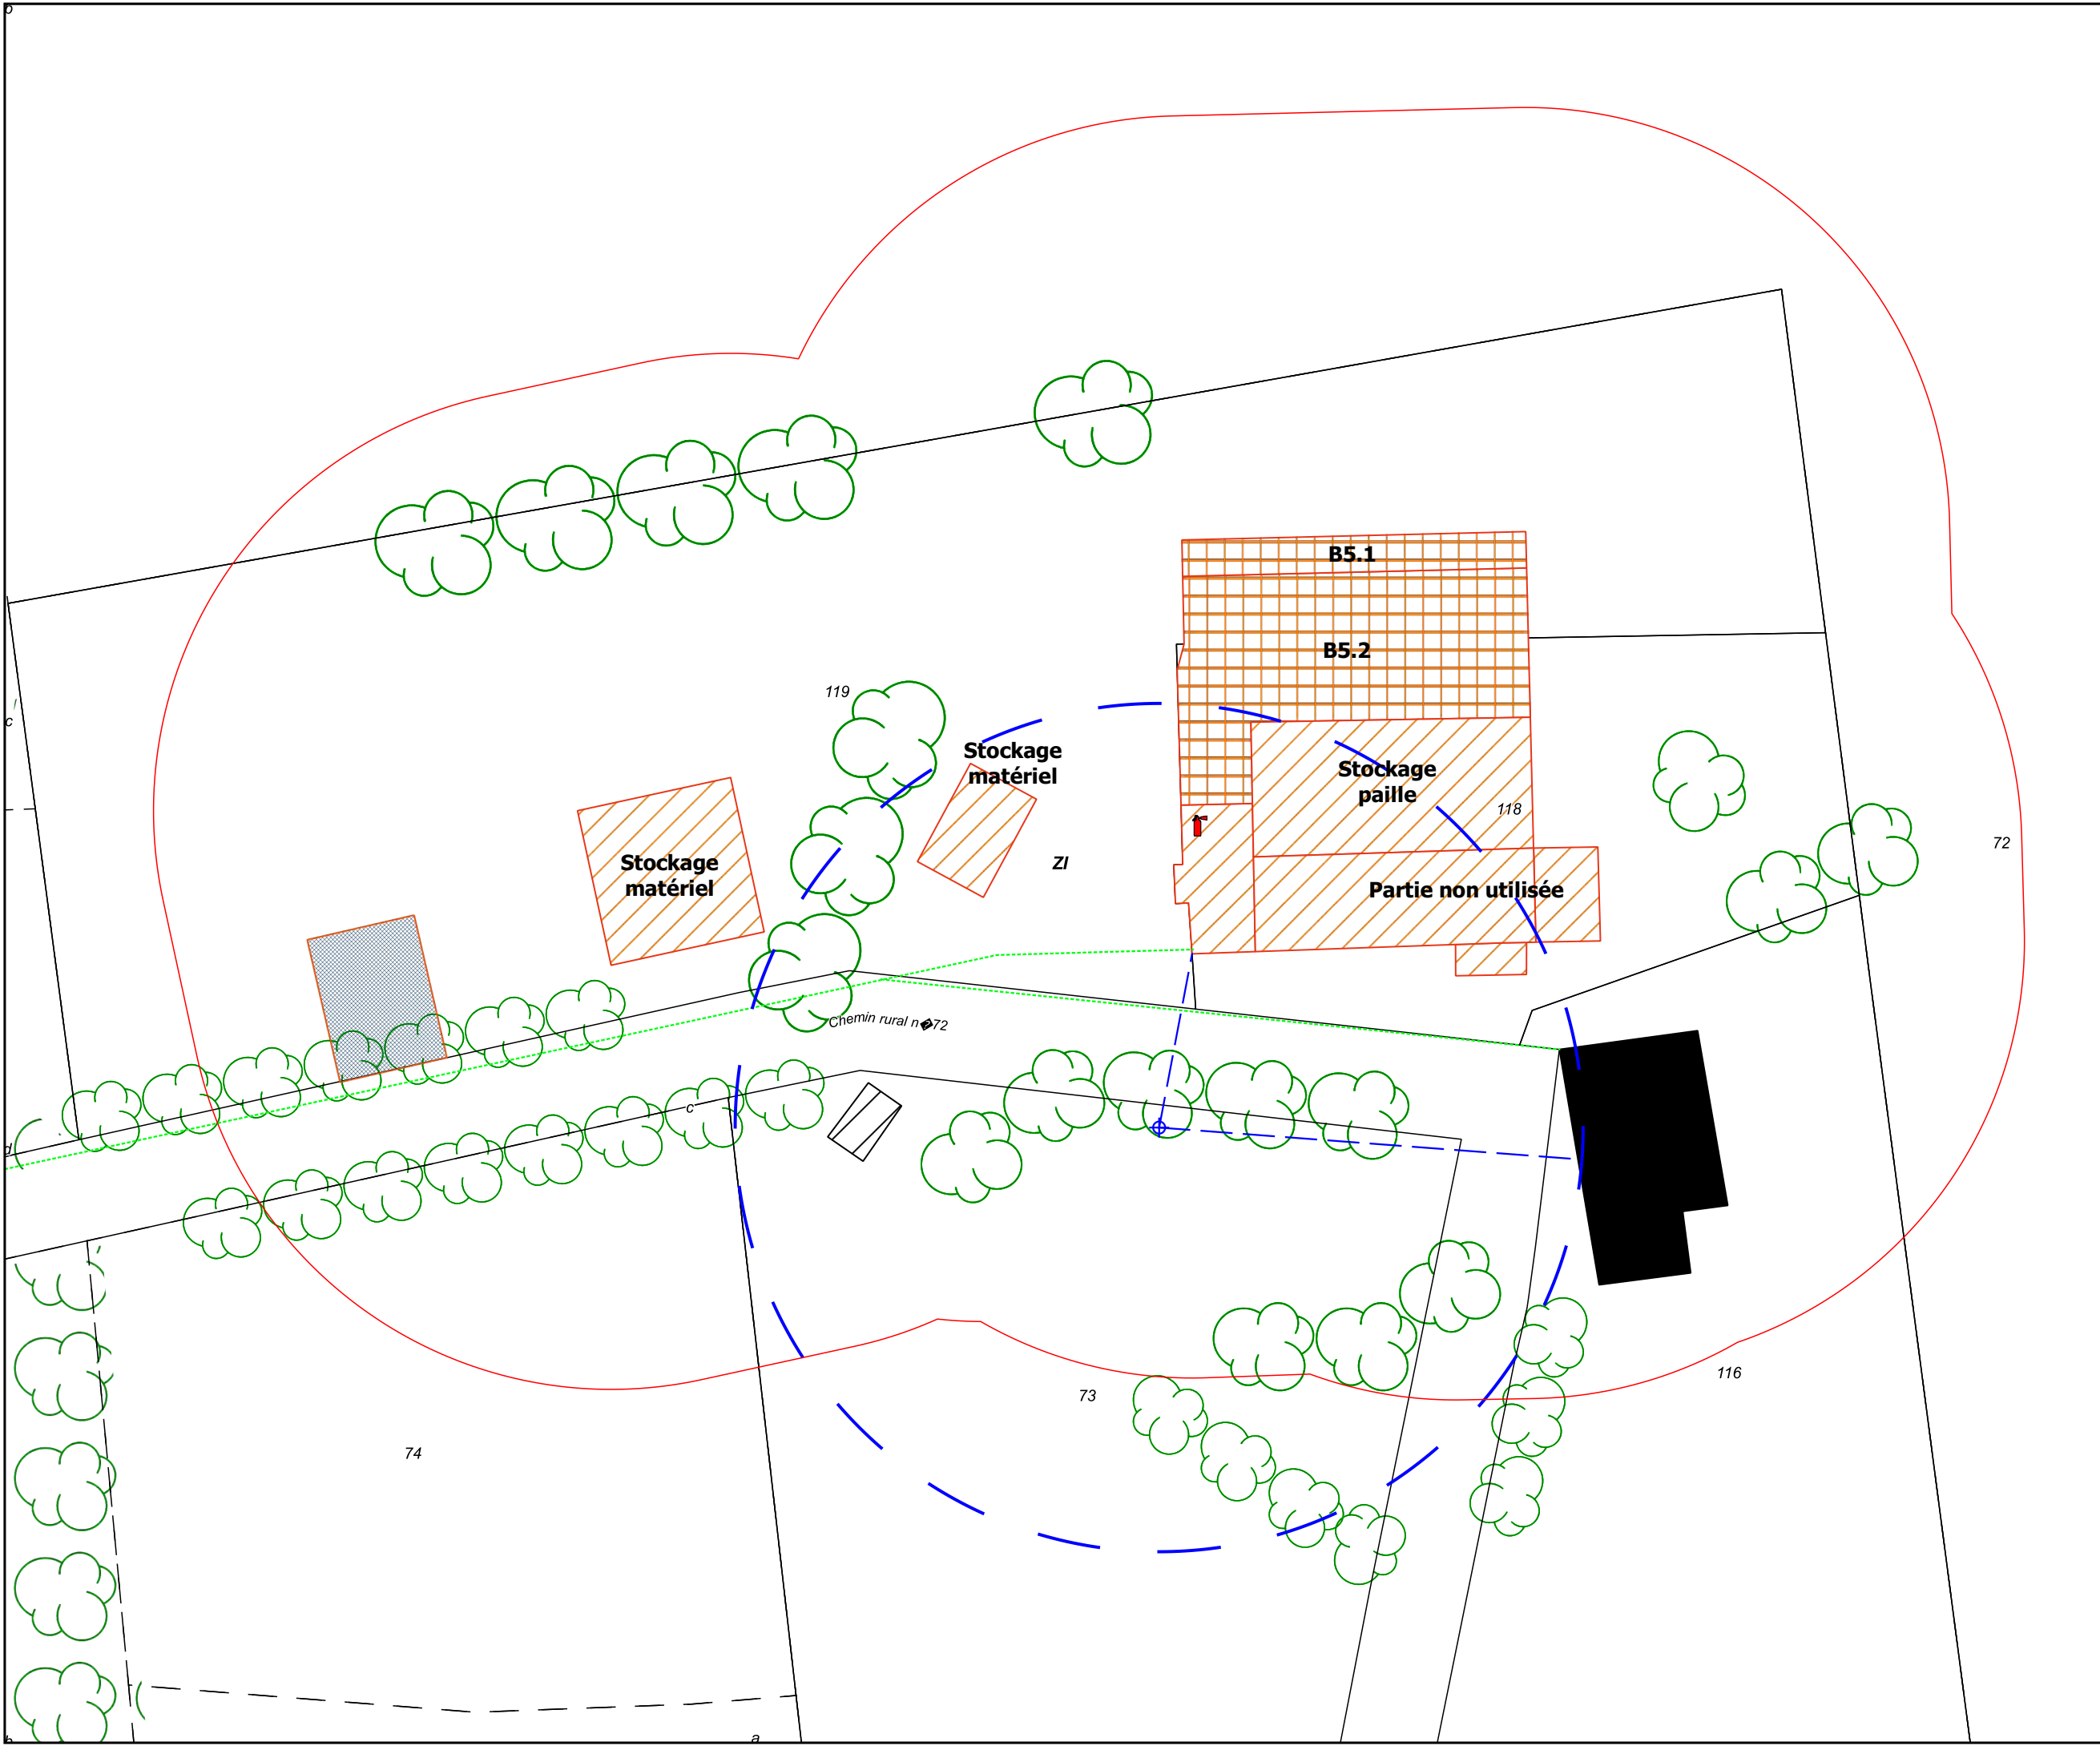 b
B5.1
B5.2
119
c
Stockage
matériel
Stockage
paille
118
72
Stockage
matériel
ZI
Partie non utilisée
Chemin rural n�72
c
d
116
73
74
b
a